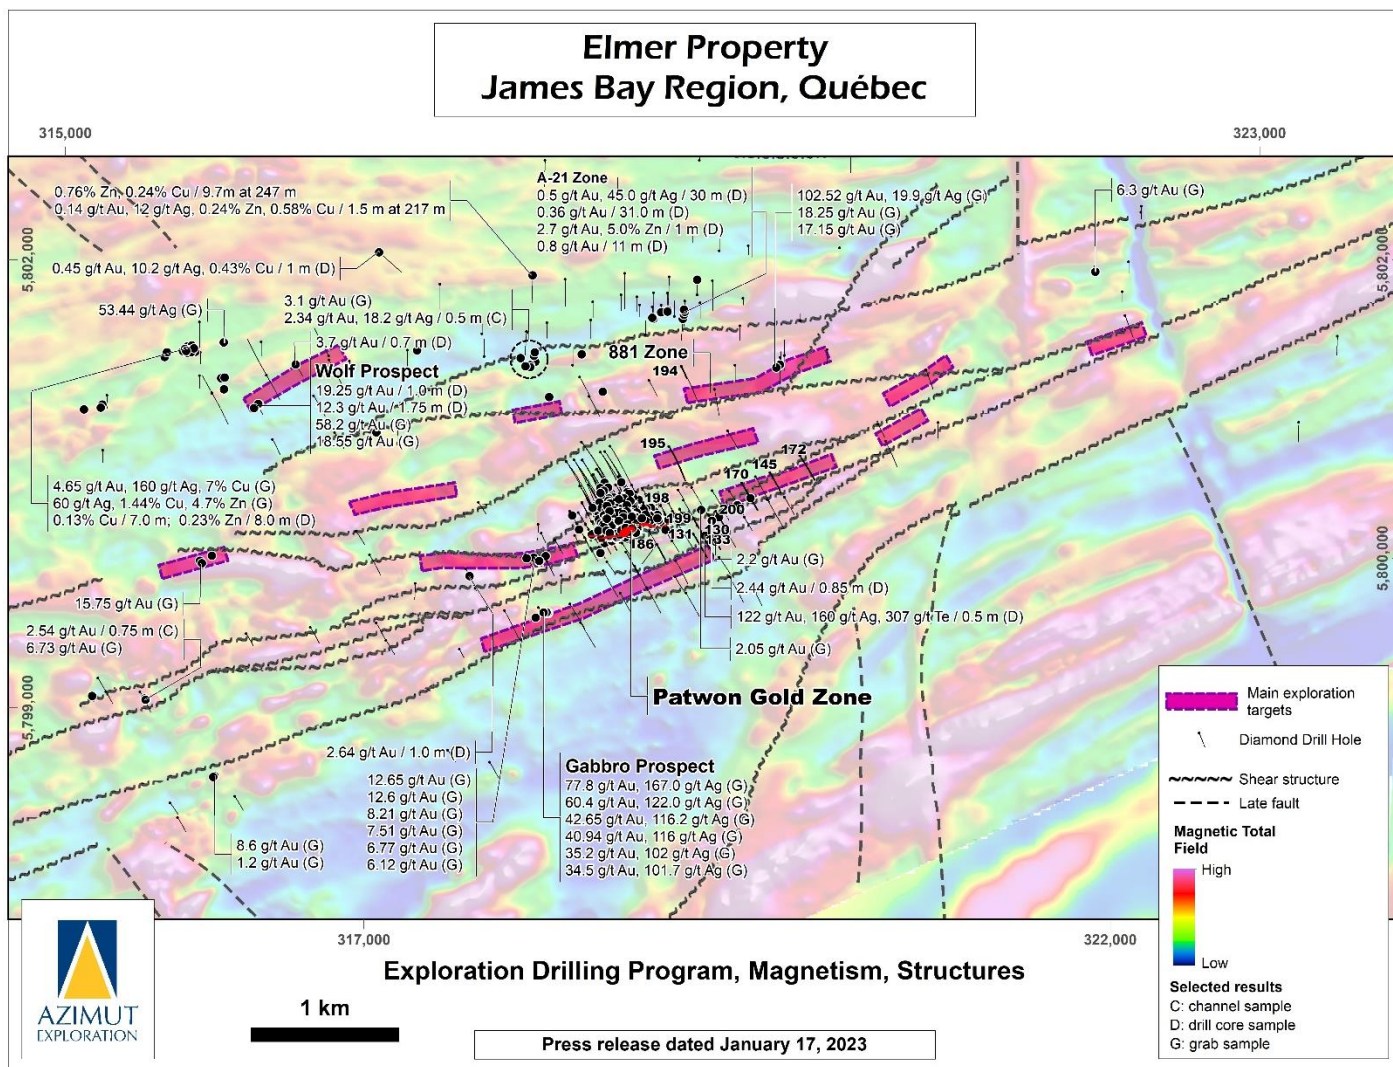 Elmer Property
James Bay Region, Québec
315,000
323,000
0.76% Zn, 0.24% Cu / 9.7m at 247 m
0.14 g/t Au, 12 g/t Ag, 0.24% Zn, 0.58% Cu / 1.5 m at 217 m
A-21 Zone
0.5 g/t Au, 45.0 g/t Ag / 30 m (D)
0.36 g/t Au / 31.0 m (D)
2.7 g/t Au, 5.0% Zn / 1 m (D)
0.8 g/t Au / 11 m (D)
102.52 g/t Au, 19.9 g/t Ag (G)
18.25 g/t Au (G)
17.15 g/t Au (G)
6.3 g/t Au (G)
5,802,000
5,802,000
0.45 g/t Au, 10.2 g/t Ag, 0.43% Cu / 1 m (D)
53.44 g/t Ag (G)
3.1 g/t Au (G)
2.34 g/t Au, 18.2 g/t Ag / 0.5 m (C)
3.7 g/t Au / 0.7 m (D)
Wolf Prospect
19.25 g/t Au / 1.0 m (D)
12.3 g/t Au / 1.75 m (D)
58.2 g/t Au (G)
18.55 g/t Au (G)
881 Zone
194
195
172
145
170
198
200
199
131
130
133
186
4.65 g/t Au, 160 g/t Ag, 7% Cu (G)
60 g/t Ag, 1.44% Cu, 4.7% Zn (G)
0.13% Cu / 7.0 m; 0.23% Zn / 8.0 m (D)
5,800,000
2.2 g/t Au (G)
2.44 g/t Au / 0.85 m (D)
122 g/t Au, 160 g/t Ag, 307 g/t Te / 0.5 m (D)
2.05 g/t Au (G)
15.75 g/t Au (G)
2.54 g/t Au / 0.75 m (C)
6.73 g/t Au (G)
5,799,000
Patwon Gold Zone
2.64 g/t Au / 1.0 m (D)
12.65 g/t Au (G)
12.6 g/t Au (G)
8.21 g/t Au (G)
7.51 g/t Au (G)
6.77 g/t Au (G)
6.12 g/t Au (G)
Gabbro Prospect
77.8 g/t Au, 167.0 g/t Ag (G)
60.4 g/t Au, 122.0 g/t Ag (G)
42.65 g/t Au, 116.2 g/t Ag (G)
40.94 g/t Au, 116 g/t Ag (G)
35.2 g/t Au, 102 g/t Ag (G)
34.5 g/t Au, 101.7 g/t Ag (G)
8.6 g/t Au (G)
1.2 g/t Au (G)
Main exploration
targets
Diamond Drill Hole
Shear structure
Late fault
Magnetic Total
Field
High
Low
Selected results
C: channel sample
D: drill core sample
G: grab sample
317,000
322,000
AZIMUT
EXPLORATION
Exploration Drilling Program, Magnetism, Structures
1 km
Press release dated January 17, 2023